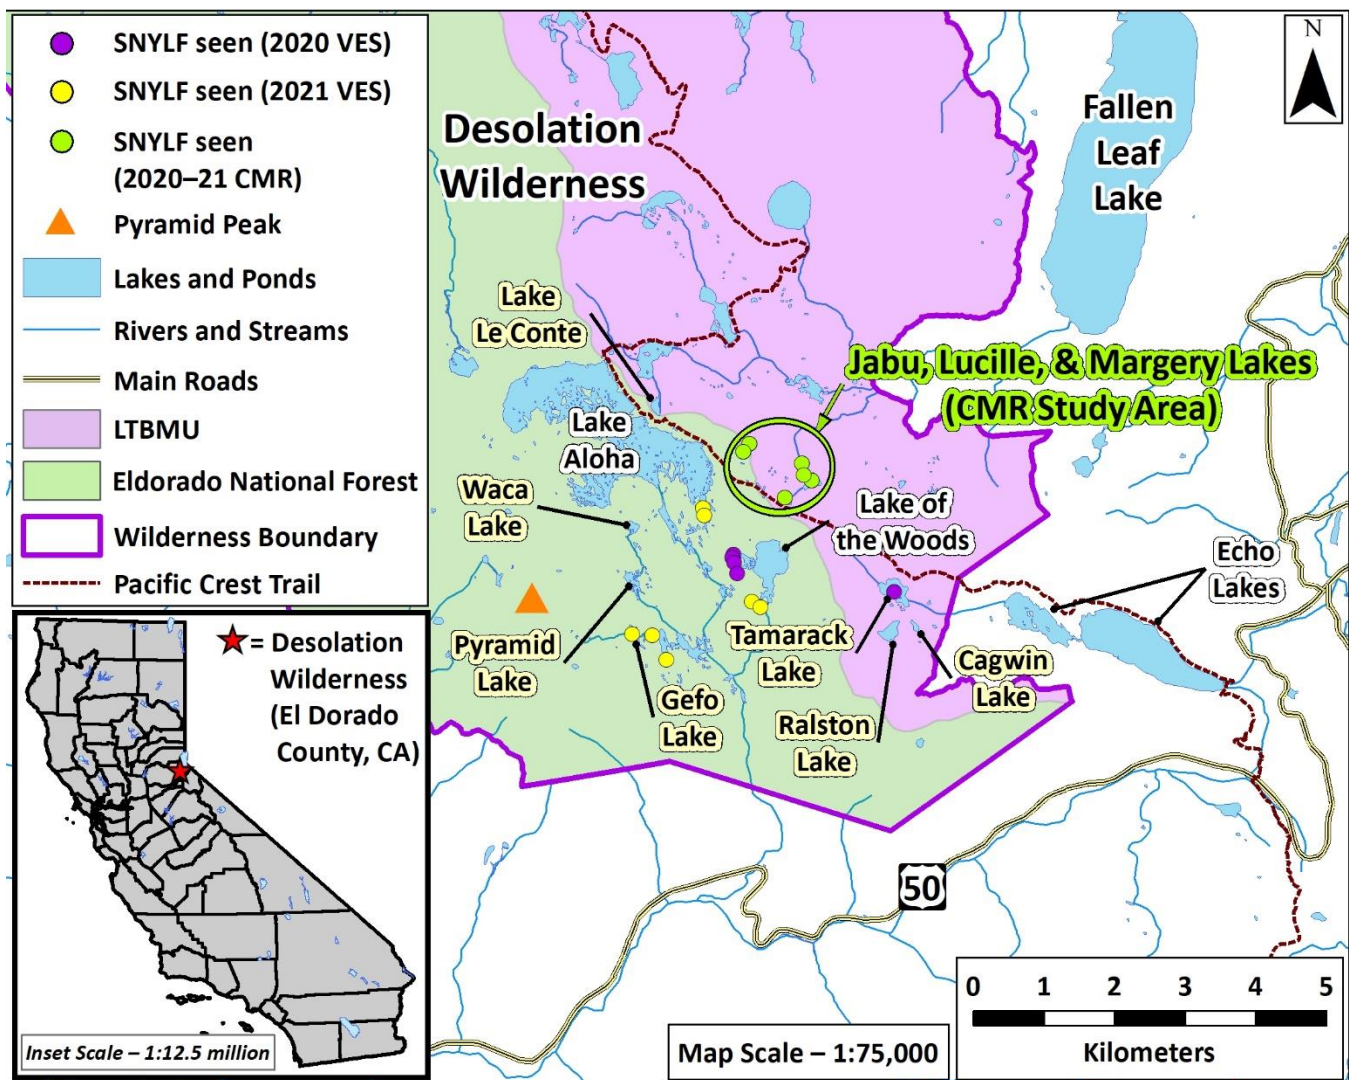 SNYLF seen (2020 VES)
SNYLF seen (2021 VES)
SNYLF seen
(2020–21 CMR)
Pyramid Peak
Lakes and Ponds
Rivers and Streams
Main Roads
LTBMU
Eldorado National Forest
Wilderness Boundary
Pacific Crest Trail
= Desolation
Wilderness
(El Dorado
County, CA)
Inset Scale – 1:12.5 million
Desolation
Wilderness
Fallen
Leaf
Lake
N
Lake
Le Conte
Jabu, Lucille, & Margery Lakes
(CMR Study Area)
Lake
Aloha
Waca
Lake
Lake of
the Woods
Echo
Lakes
Pyramid
Lake
Tamarack
Lake
Cagwin
Lake
Gefo
Lake
Ralston
Lake
50
Map Scale – 1:75,000
0 1 2 3 4 5
Kilometers